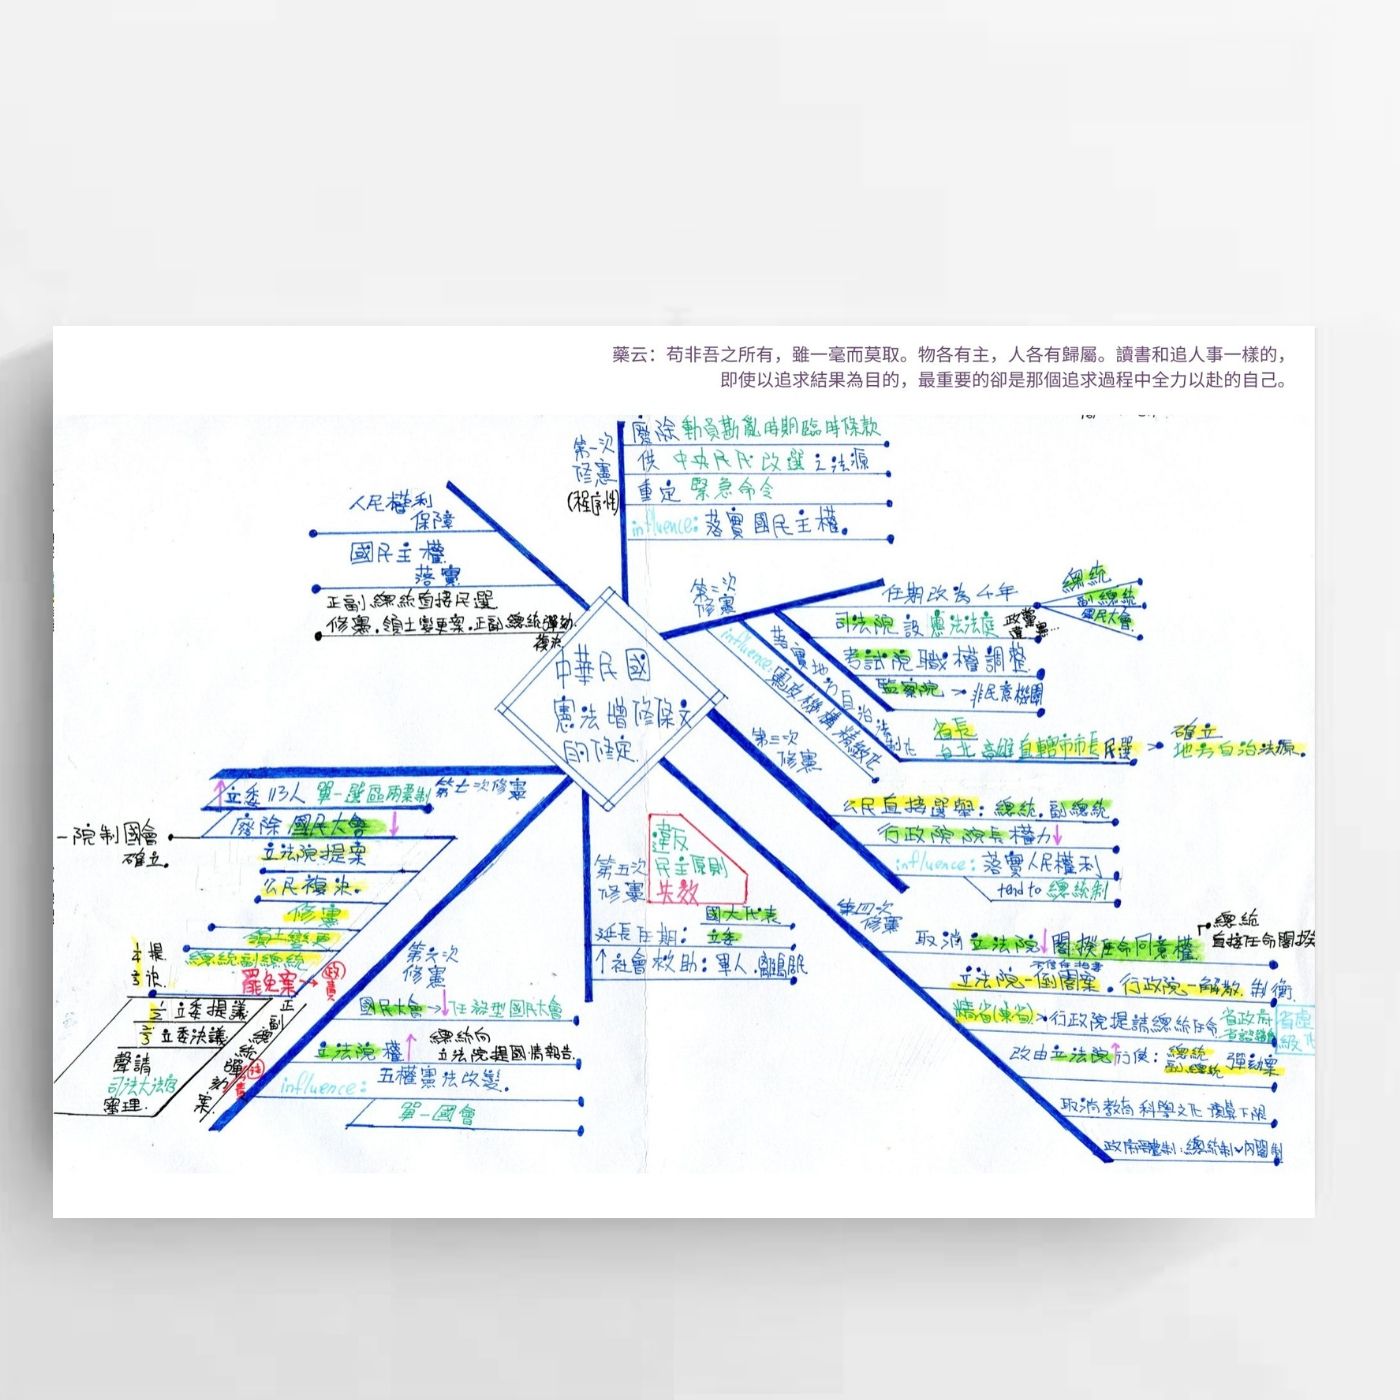 藥云：苟非吾之所有，雖一毫而莫取。物各有主，人各有歸屬。讀書和追人事一樣的，
即使以追求結果為目的，最重要的卻是那個追求過程中全力以赴的自己。
中華民國
憲法增修條文
的修定
第一次
修憲
(程序性)
廢除動員勘亂時期臨時條款
供 中央民代改選之法源
重定 緊急命令
influence: 落實國民主權。
第二次
修憲
任期改為4年
總統
副總統
國民大會
司法院設憲法法庭
政黨
違憲…
考試院職權調整
監察院→非民意機關
落實地方自治法制化
省長
台北高雄直轄市市長民選
確立
地方自治法源。
influence: 憲政機構精緻化
第三次
修憲
公民直接選舉：總統.副總統
行政院院長權力↓
influence: 落實人民權利
tend to 總統制
第四次
修憲
取消立法院↓閣揆任命同意權
總統
直接任命閣揆
立法院-倒閣案.行政院-解散.制衡
精省(凍省)→行政院提請總統任命
省政府
省諮議
省虛
級化
改由立法院↑行使：
總統
副總統
彈劾案
取消教育科學文化預算下限
政府體制：總統制✓內閣制
第五次
修憲
違反
民主原則
失效
延長任期：
國大代表
立委
↑社會救助：軍人.離島居民
第六次
修憲
國民大會→↓任務型國民大會
立法院權↑
總統向
立法院提國情報告
influence: 五權憲法改變。
單一國會
第七次修憲
↑立委113人 單一選區兩票制
廢除國民大會↓
一院制國會
確立。
立法院提案
公民複決。
修憲
領土變更
總統副總統
罷免案→政責
提
決
正副總統彈劾案
法責
1/2立委提議
2/3立委決議
聲請
司法大法官
審理.
人民權利
保障
國民主權
落實
正副總統直接民選
修憲.領土變更案.正副總統彈劾.
複決